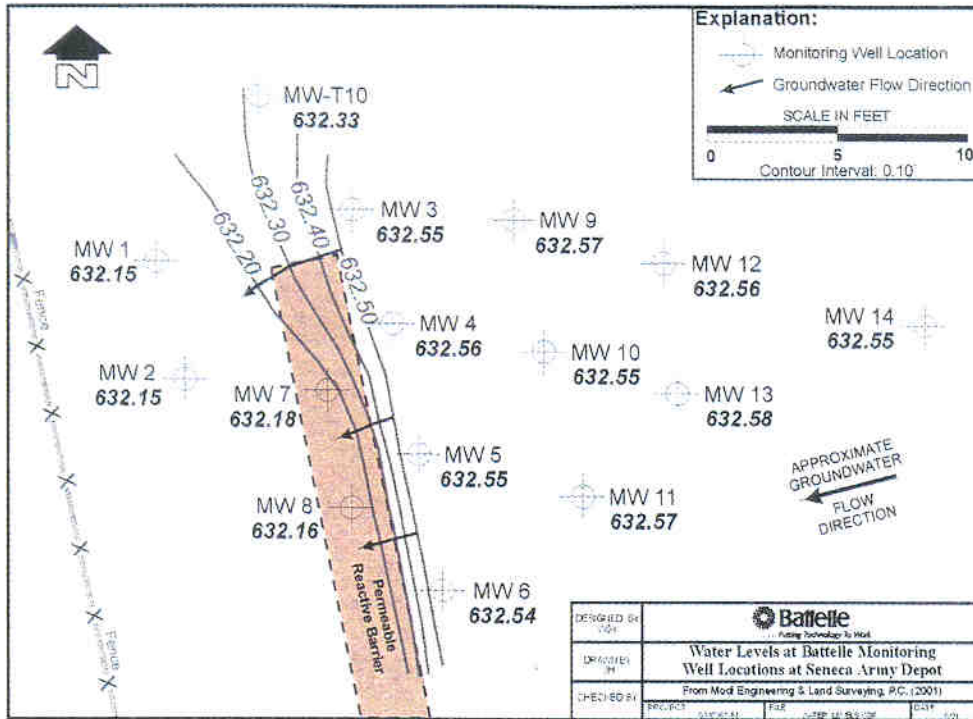 N
Explanation:
Monitoring Well Location
Groundwater Flow Direction
SCALE IN FEET
0 5 10
Contour Interval: 0.10'
MW-T10
632.33
632.20
632.30
632.40
632.50
MW 1
632.15
MW 2
632.15
MW 3
632.55
MW 4
632.56
MW 9
632.57
MW 12
632.56
MW 14
632.55
MW 10
632.55
MW 13
632.58
MW 7
632.18
MW 5
632.55
MW 8
632.16
MW 11
632.57
MW 6
632.54
Fence
Fence
Permeable
Reactive Barrier
APPROXIMATE
GROUNDWATER
FLOW
DIRECTION
DESIGNED BY
Battelle
. . . Putting Technology To Work
DRAWN BY
Water Levels at Battelle Monitoring
Well Locations at Seneca Army Depot
CHECKED BY
From Modi Engineering & Land Surveying, P.C. (2001)
PROJECT
FILE
DATE